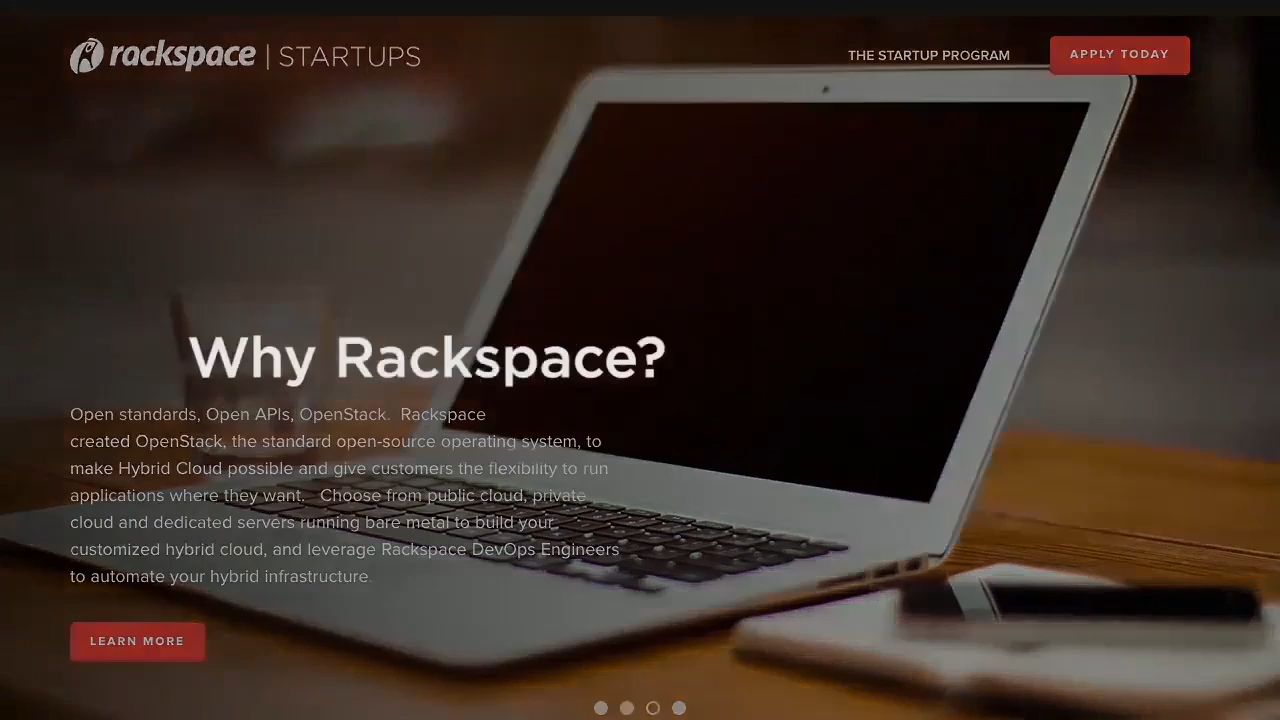 rackspace | STARTUPS
THE STARTUP PROGRAM
APPLY TODAY
Why Rackspace?
Open standards, Open APIs, OpenStack.  Rackspace
created OpenStack, the standard open-source operating system, to
make Hybrid Cloud possible and give customers the flexibility to run
applications where they want.   Choose from public cloud, private
cloud and dedicated servers running bare metal to build your
customized hybrid cloud, and leverage Rackspace DevOps Engineers
to automate your hybrid infrastructure.
LEARN MORE